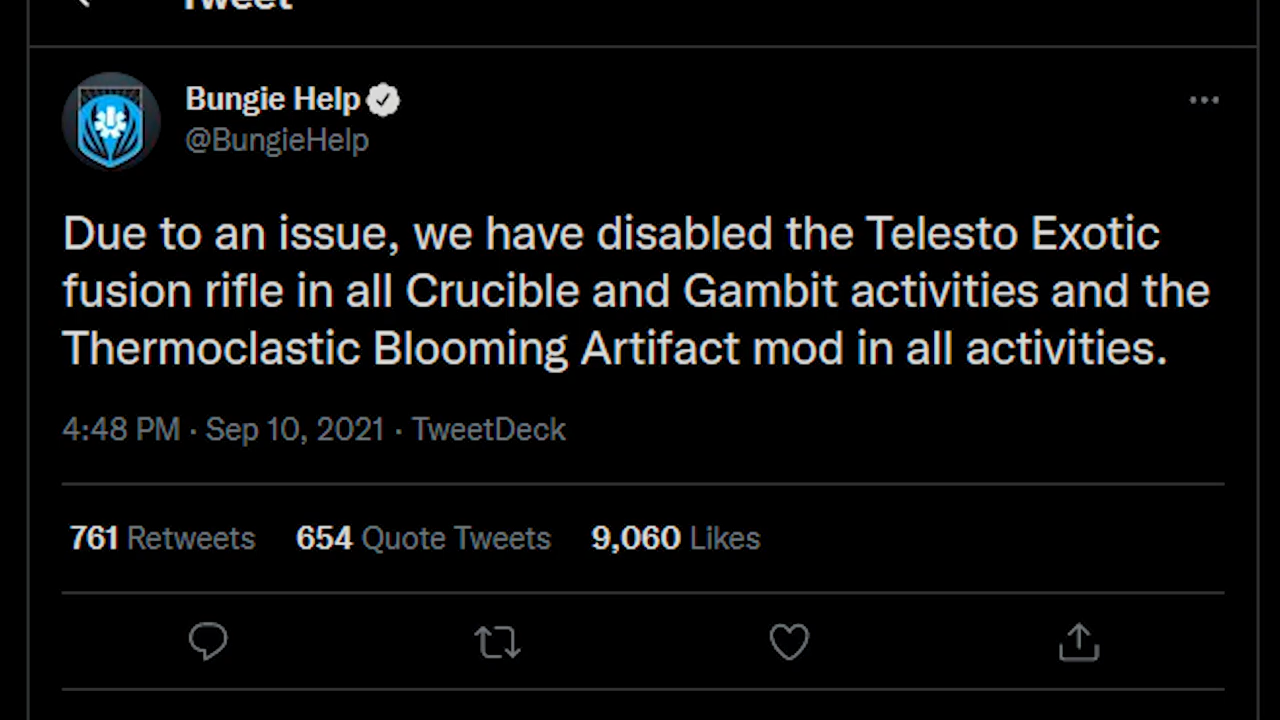 Tweet
Bungie Help
@BungieHelp
Due to an issue, we have disabled the Telesto Exotic
fusion rifle in all Crucible and Gambit activities and the
Thermoclastic Blooming Artifact mod in all activities.
4:48 PM · Sep 10, 2021 · TweetDeck
761 Retweets 654 Quote Tweets 9,060 Likes